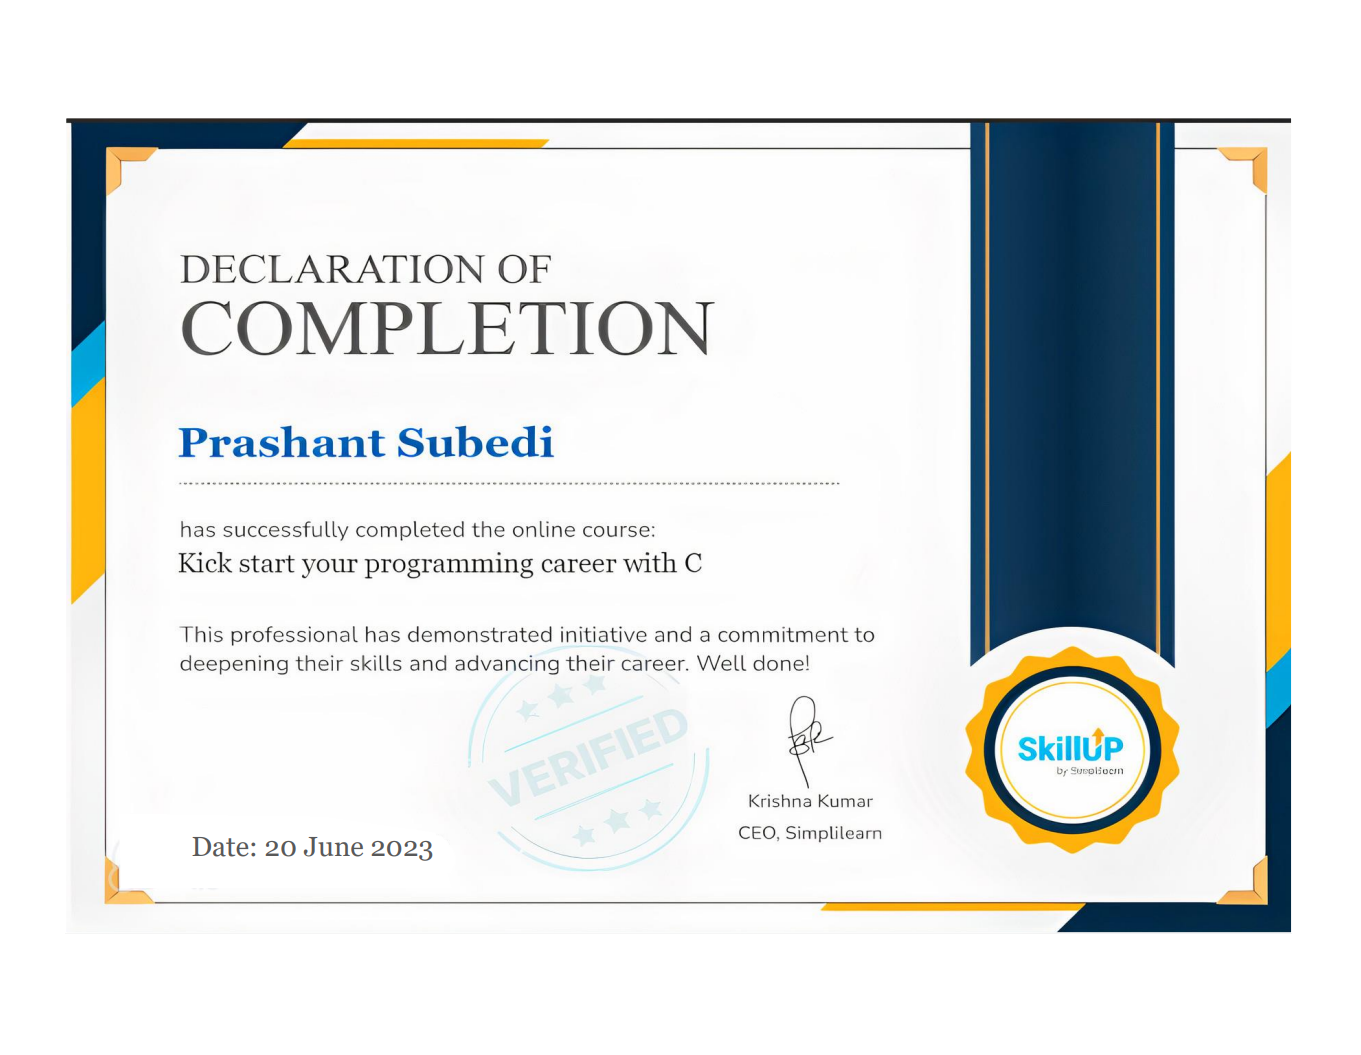 DECLARATION OF
COMPLETION
Prashant Subedi
has successfully completed the online course:
Kick start your programming career with C
This professional has demonstrated initiative and a commitment to
deepening their skills and advancing their career. Well done!
VERIFIED
Krishna Kumar
CEO, Simplilearn
Date: 20 June 2023
SkillUP
by Simplilearn